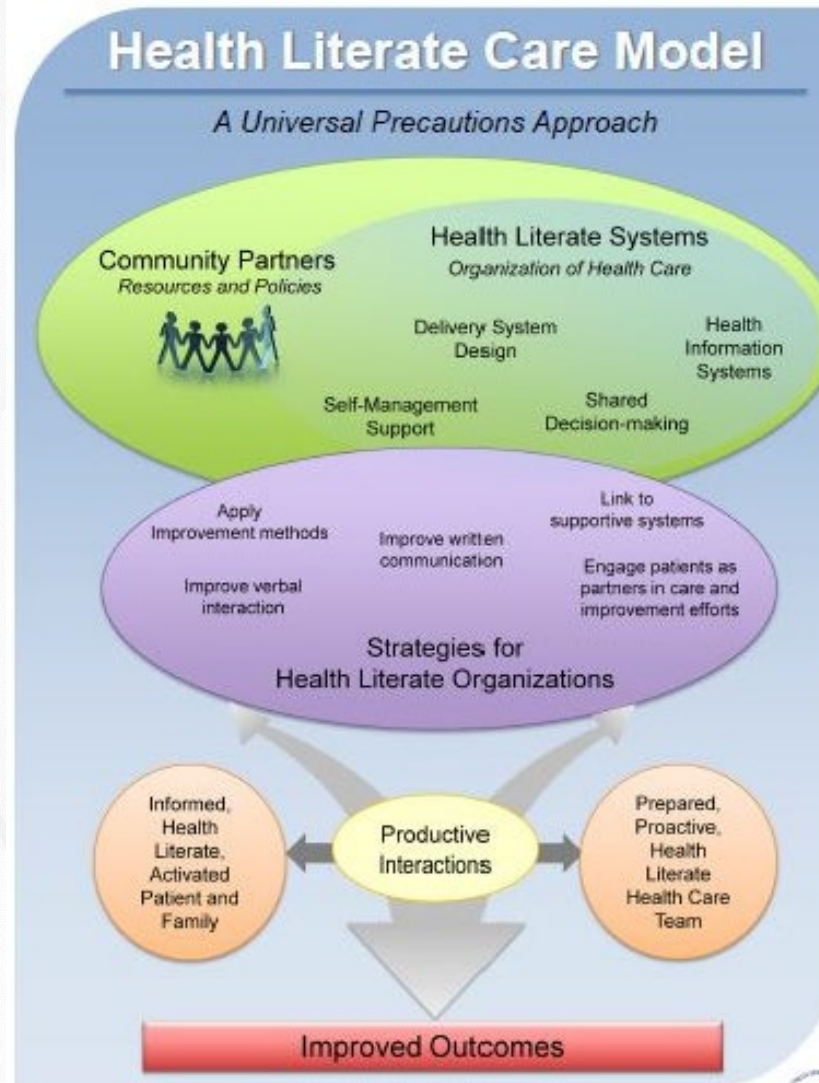 Health Literate Care Model
A Universal Precautions Approach
Community Partners
Resources and Policies
Health Literate Systems
Organization of Health Care
Delivery System
Design
Health
Information
Systems
Self-Management
Support
Shared
Decision-making
Apply
Improvement methods
Improve written
communication
Link to
supportive systems
Improve verbal
interaction
Engage patients as
partners in care and
improvement efforts
Strategies for
Health Literate Organizations
Informed,
Health
Literate,
Activated
Patient and
Family
Productive
Interactions
Prepared,
Proactive,
Health
Literate
Health Care
Team
Improved Outcomes